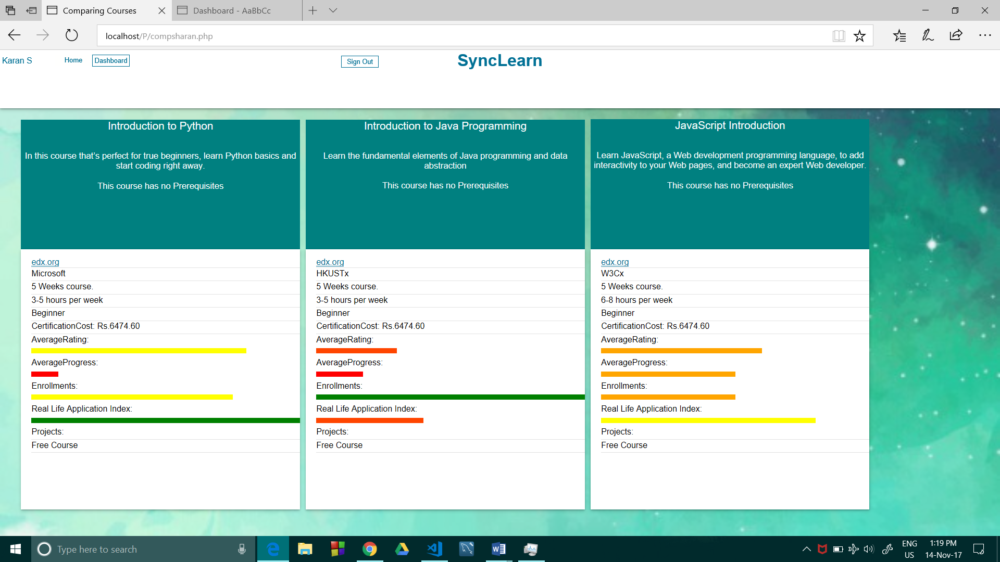 Comparing Courses
Dashboard - AaBbCc
localhost/P/compsharan.php
Karan S
Home
Dashboard
Sign Out
SyncLearn
Introduction to Python
In this course that's perfect for true beginners, learn Python basics and
start coding right away.
This course has no Prerequisites
edx.org
Microsoft
5 Weeks course.
3-5 hours per week
Beginner
CertificationCost: Rs.6474.60
AverageRating:
AverageProgress:
Enrollments:
Real Life Application Index:
Projects:
Free Course
Introduction to Java Programming
Learn the fundamental elements of Java programming and data
abstraction
This course has no Prerequisites
edx.org
HKUSTx
5 Weeks course.
3-5 hours per week
Beginner
CertificationCost: Rs.6474.60
AverageRating:
AverageProgress:
Enrollments:
Real Life Application Index:
Projects:
Free Course
JavaScript Introduction
Learn JavaScript, a Web development programming language, to add
interactivity to your Web pages, and become an expert Web developer.
This course has no Prerequisites
edx.org
W3Cx
5 Weeks course.
6-8 hours per week
Beginner
CertificationCost: Rs.6474.60
AverageRating:
AverageProgress:
Enrollments:
Real Life Application Index:
Projects:
Free Course
Type here to search
ENG
US
1:19 PM
14-Nov-17